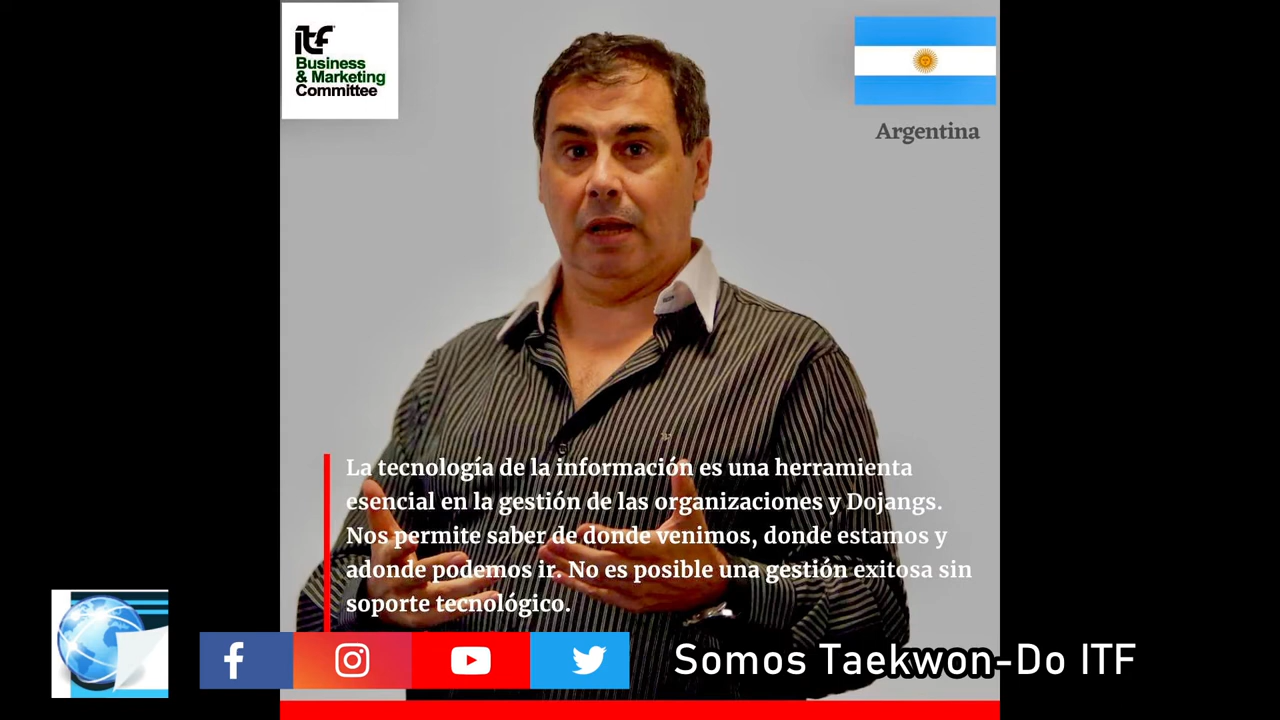 itf
Business
& Marketing
Committee
Argentina
La tecnología de la información es una herramienta
esencial en la gestión de las organizaciones y Dojangs.
Nos permite saber de donde venimos, donde estamos y
adonde podemos ir. No es posible una gestión exitosa sin
soporte tecnológico.
Somos Taekwon-Do ITF